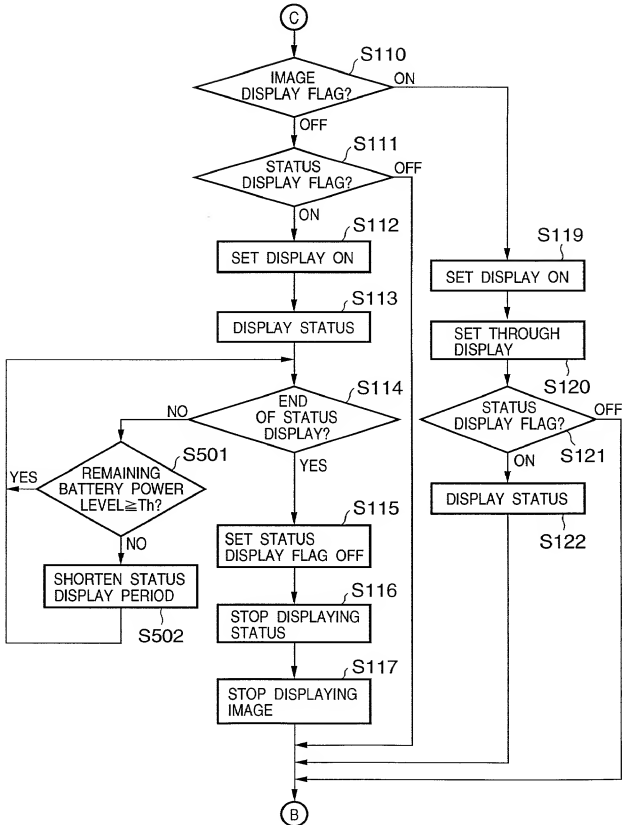 C
S110
IMAGE
DISPLAY FLAG?
ON
OFF
S111
STATUS
DISPLAY FLAG?
OFF
ON
S112
SET DISPLAY ON
S113
DISPLAY STATUS
S114
END
OF STATUS
DISPLAY?
NO
YES
S501
REMAINING
BATTERY POWER
LEVEL≧Th?
YES
NO
SHORTEN STATUS
DISPLAY PERIOD
S502
S115
SET STATUS
DISPLAY FLAG OFF
S116
STOP DISPLAYING
STATUS
S117
STOP DISPLAYING
IMAGE
S119
SET DISPLAY ON
SET THROUGH
DISPLAY
S120
STATUS
DISPLAY FLAG?
OFF
S121
ON
DISPLAY STATUS
S122
B